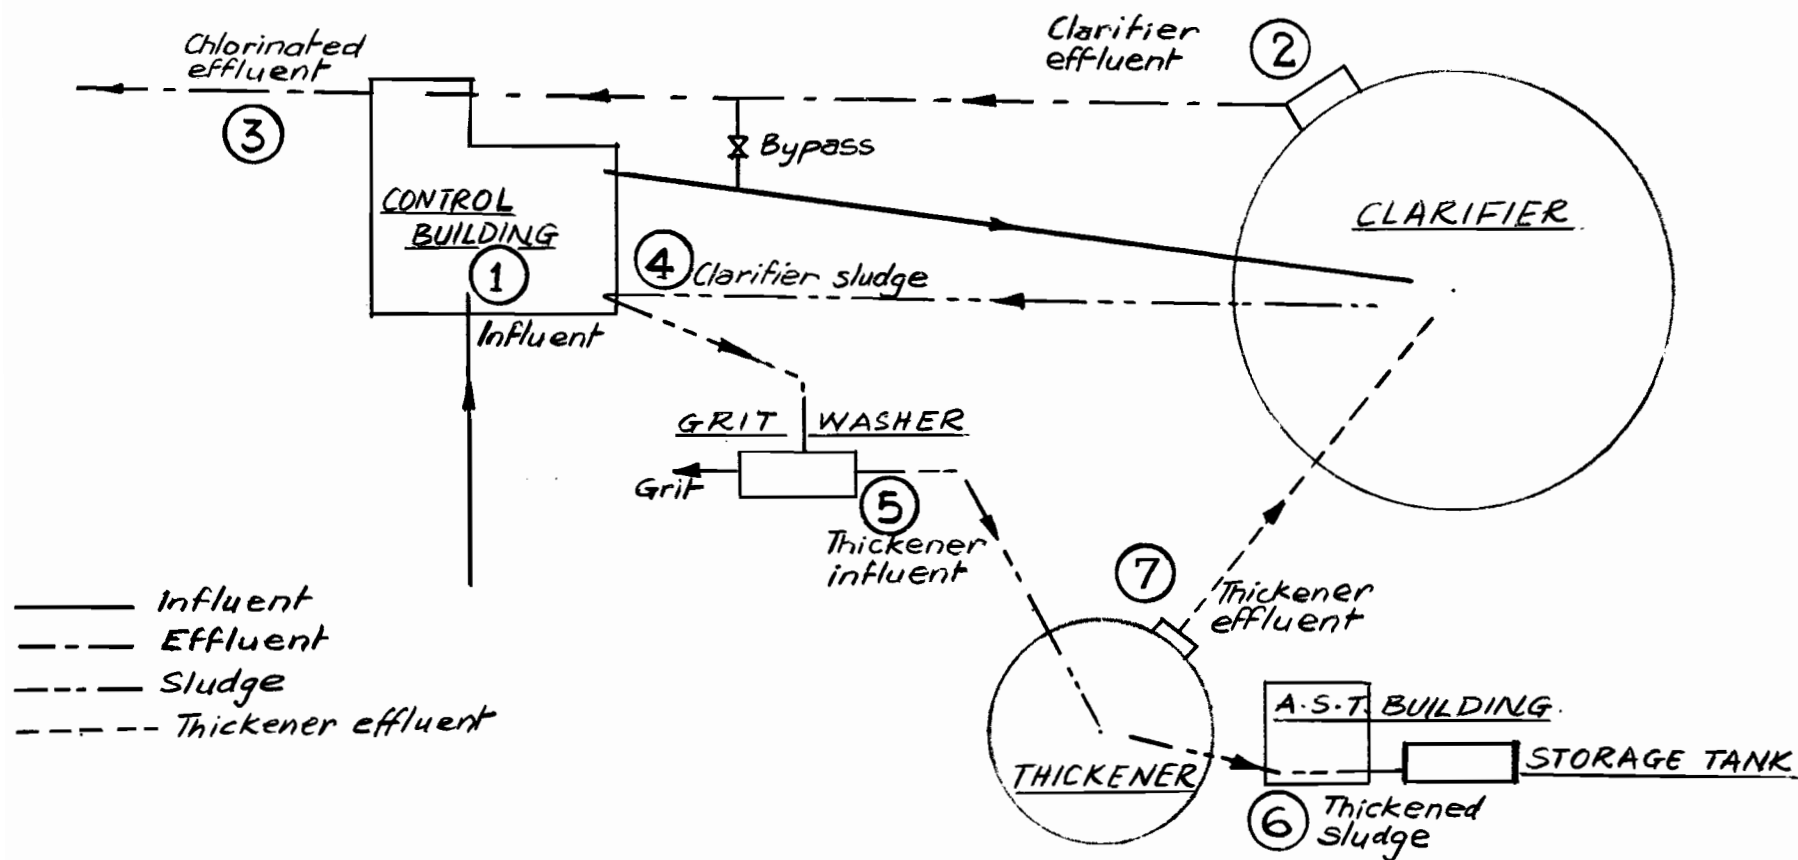 Chlorinated
effluent
3
Clarifier
effluent
2
Bypass
CONTROL
BUILDING
1
Influent
4
Clarifier sludge
CLARIFIER
GRIT WASHER
Grit
5
Thickener
influent
7
Thickener
effluent
Influent
Effluent
Sludge
Thickener effluent
THICKENER
A.S.T. BUILDING.
STORAGE TANK
6
Thickened
sludge